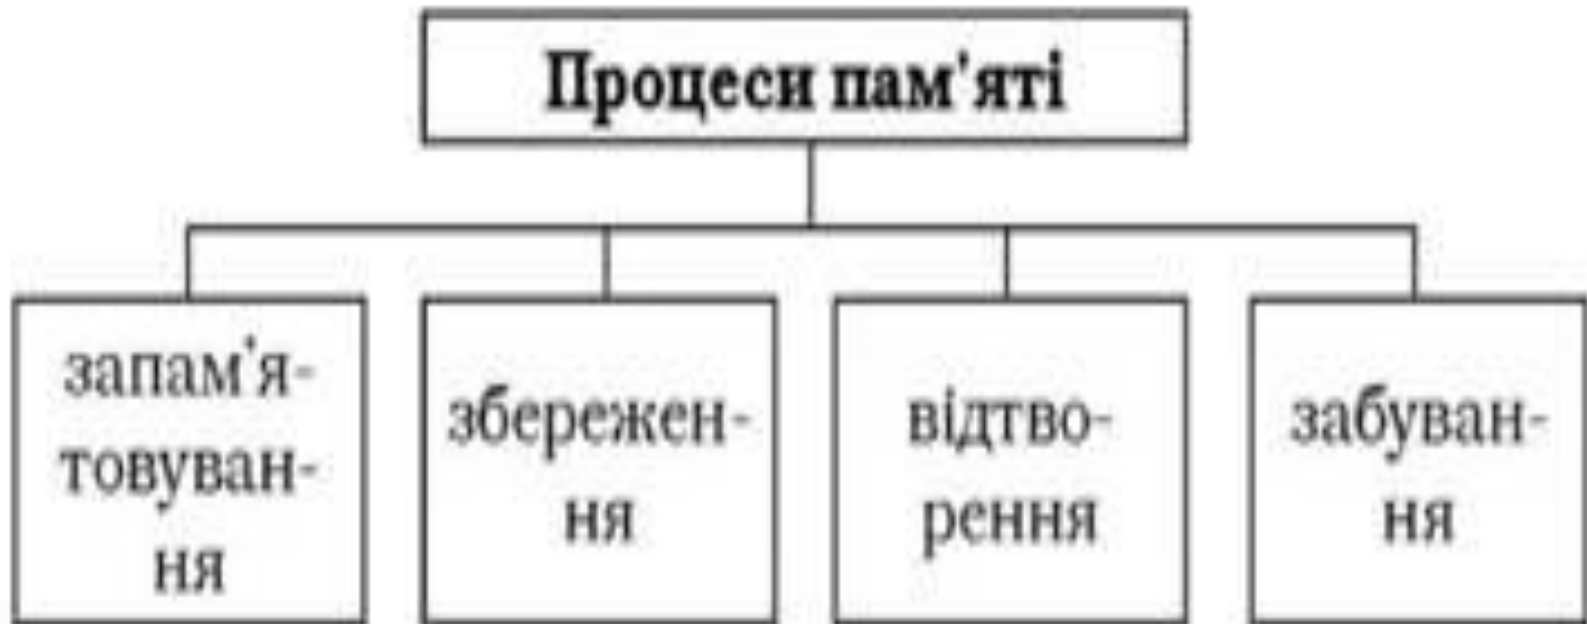 Процеси пам'яті
запам'я-
товуван-
ня
збережен-
ня
відтво-
рення
забуван-
ня